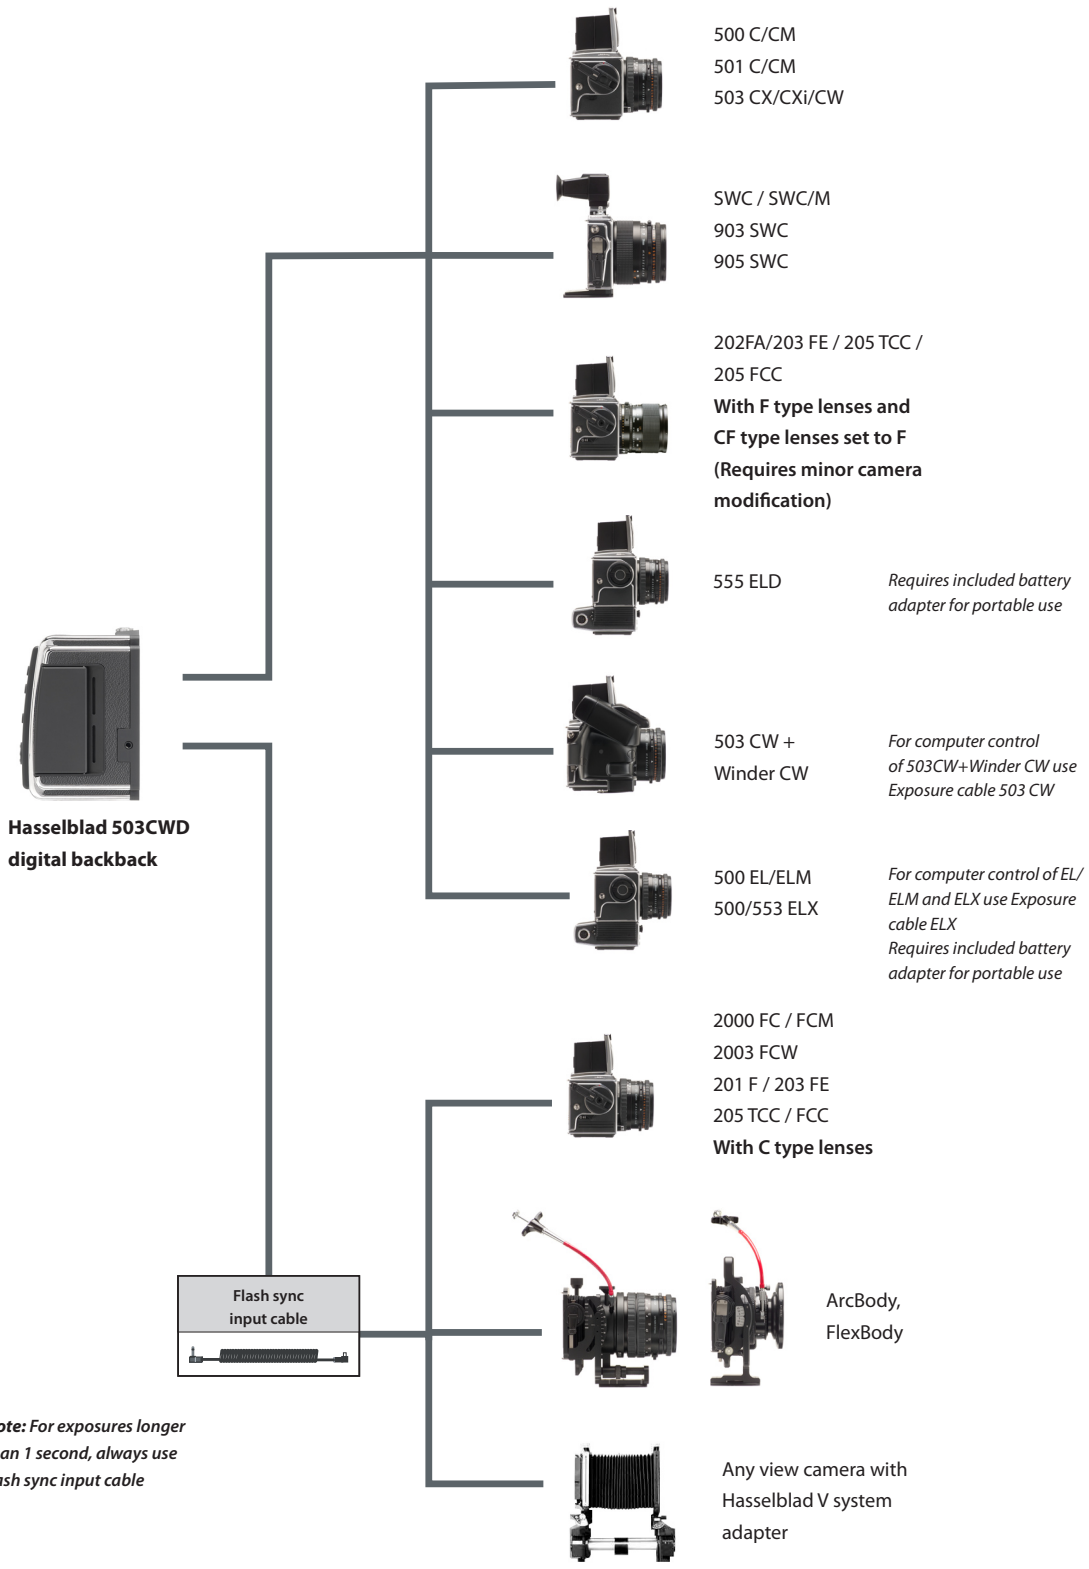 500 C/CM
501 C/CM
503 CX/CXi/CW
SWC / SWC/M
903 SWC
905 SWC
202FA/203 FE / 205 TCC /
205 FCC
With F type lenses and
CF type lenses set to F
(Requires minor camera
modification)
555 ELD
Requires included battery
adapter for portable use
503 CW +
Winder CW
For computer control
of 503CW+Winder CW use
Exposure cable 503 CW
Hasselblad 503CWD
digital backback
500 EL/ELM
500/553 ELX
For computer control of EL/
ELM and ELX use Exposure
cable ELX
Requires included battery
adapter for portable use
2000 FC / FCM
2003 FCW
201 F / 203 FE
205 TCC / FCC
With C type lenses
Flash sync
input cable
ArcBody,
FlexBody
ote: For exposures longer
an 1 second, always use
ash sync input cable
Any view camera with
Hasselblad V system
adapter